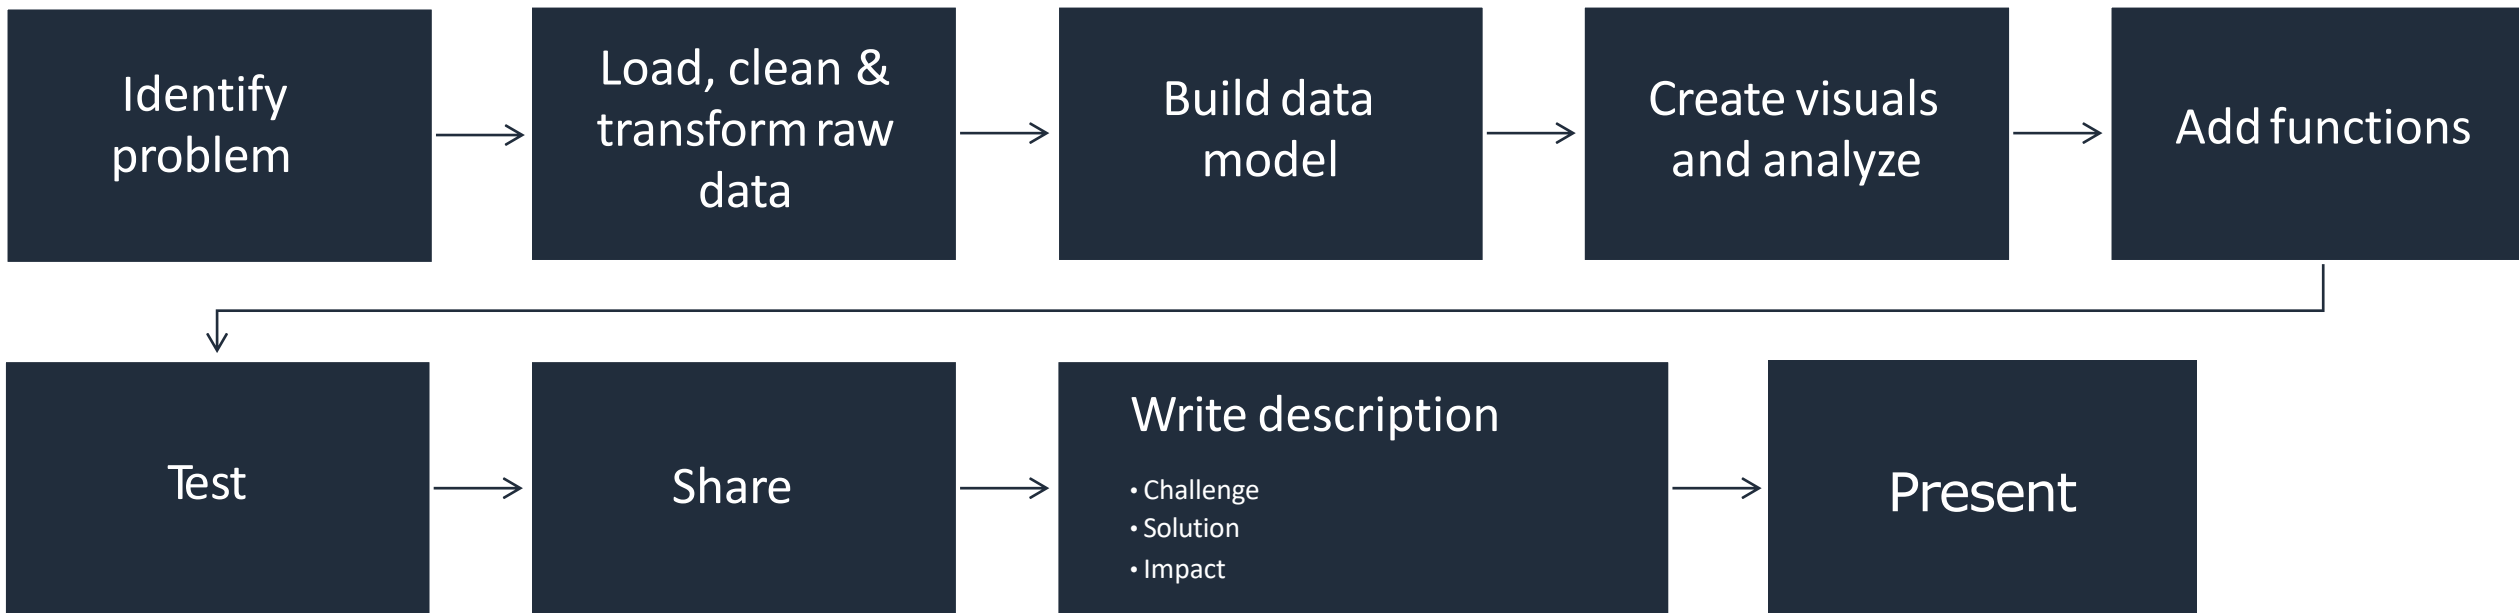 Identify
problem
Load, clean &
transform raw
data
Build data
model
Create visuals
and analyze
Add functions
Test
Share
Write description
• Challenge
• Solution
• Impact
Present